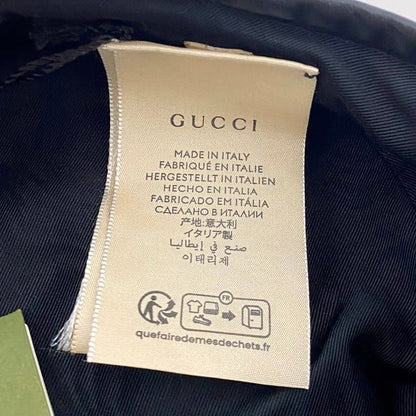 GUCCI
MADE IN ITALY
FABRIQUÉ EN ITALIE
HERGESTELLT IN ITALIEN
HECHO EN ITALIA
FABRICADO EM ITÁLIA
СДЕЛАНО В ИТАЛИИ
产地:意大利
イタリア製
صنع في إيطاليا
이태리제
FR
quefairedemesdechets.fr